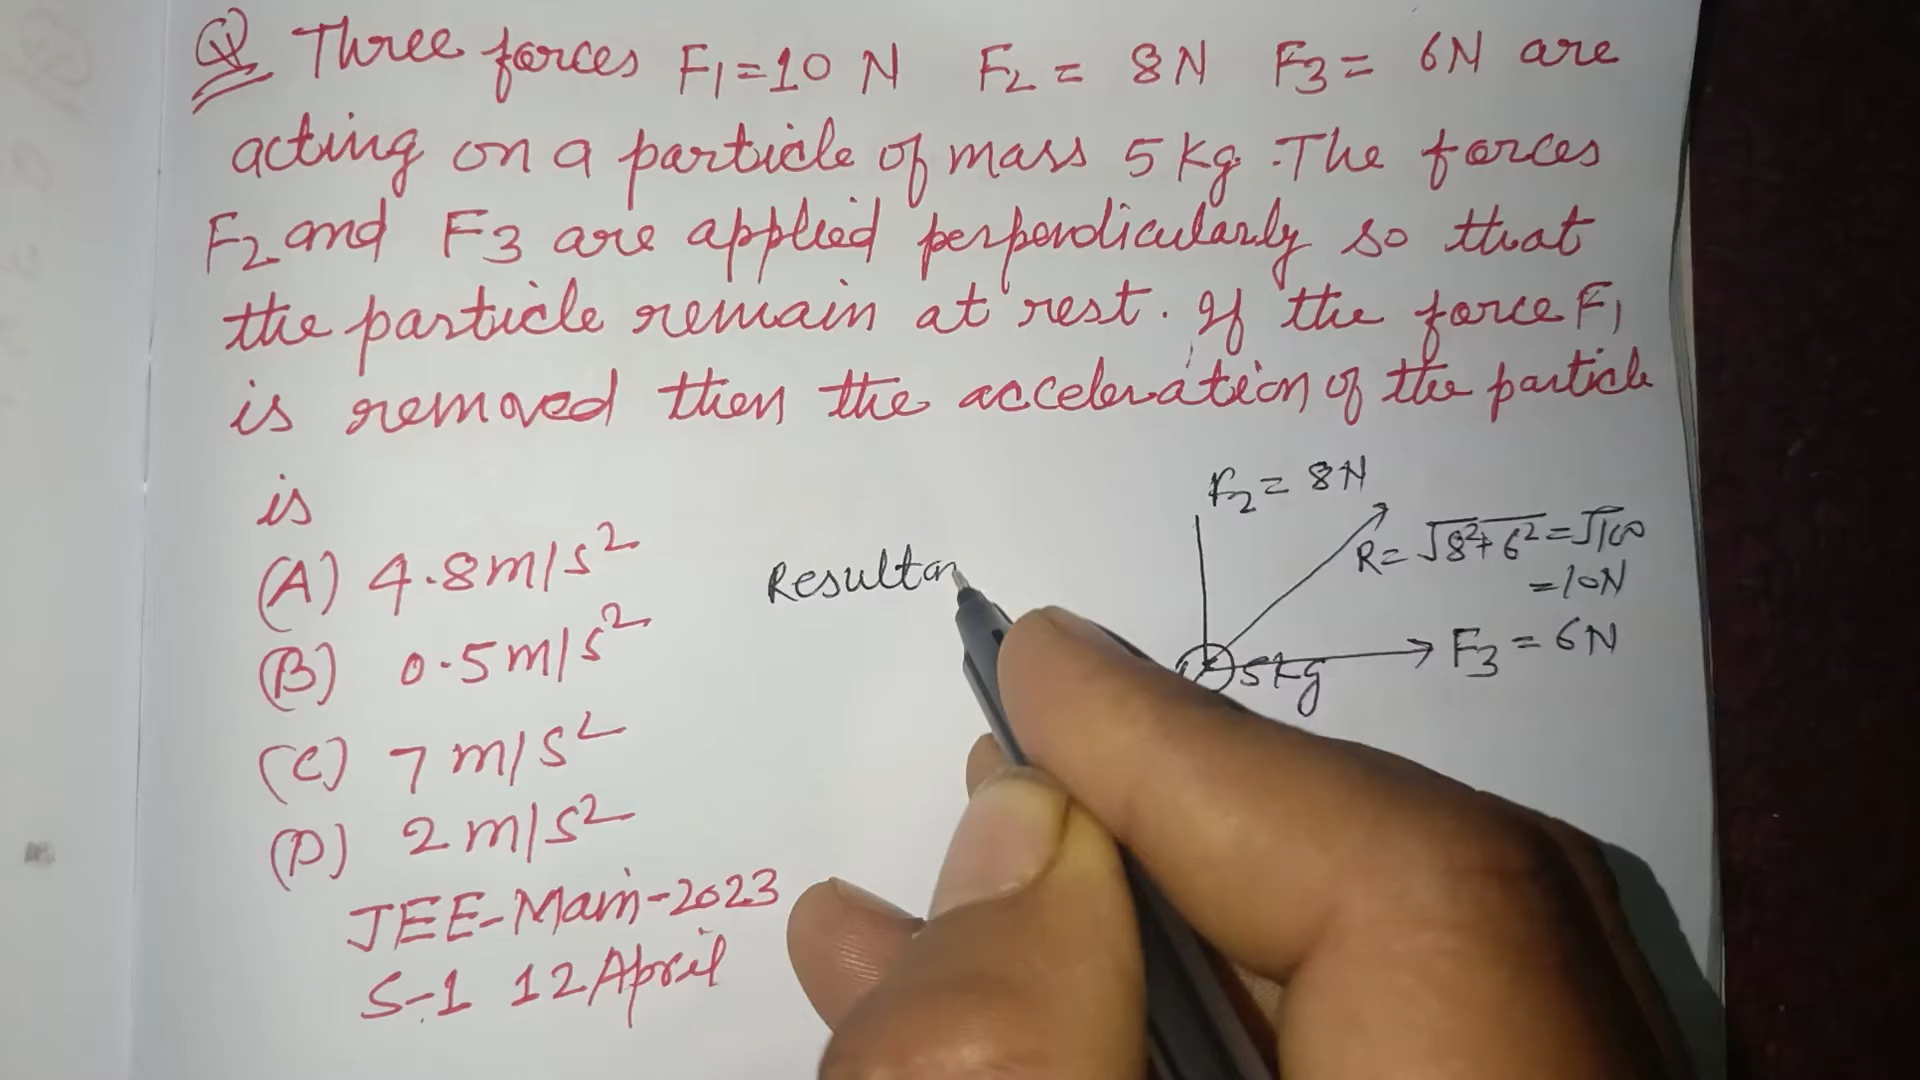 Q Three forces F1=10 N F2 = 8N F3 = 6N are
acting on a particle of mass 5 kg. The forces
F2 and F3 are applied perpendicularly so that
the particle remain at rest. If the force F1
is removed then the acceleration of the particle
is
(A) 4.8 m/s²
(B) 0.5 m/s²
(C) 7 m/s²
(D) 2 m/s²
JEE-Main-2023
S-1 12 April
F2 = 8N
R = √8²+6² = √100
= 10N
F3 = 6N
5kg
Resultan